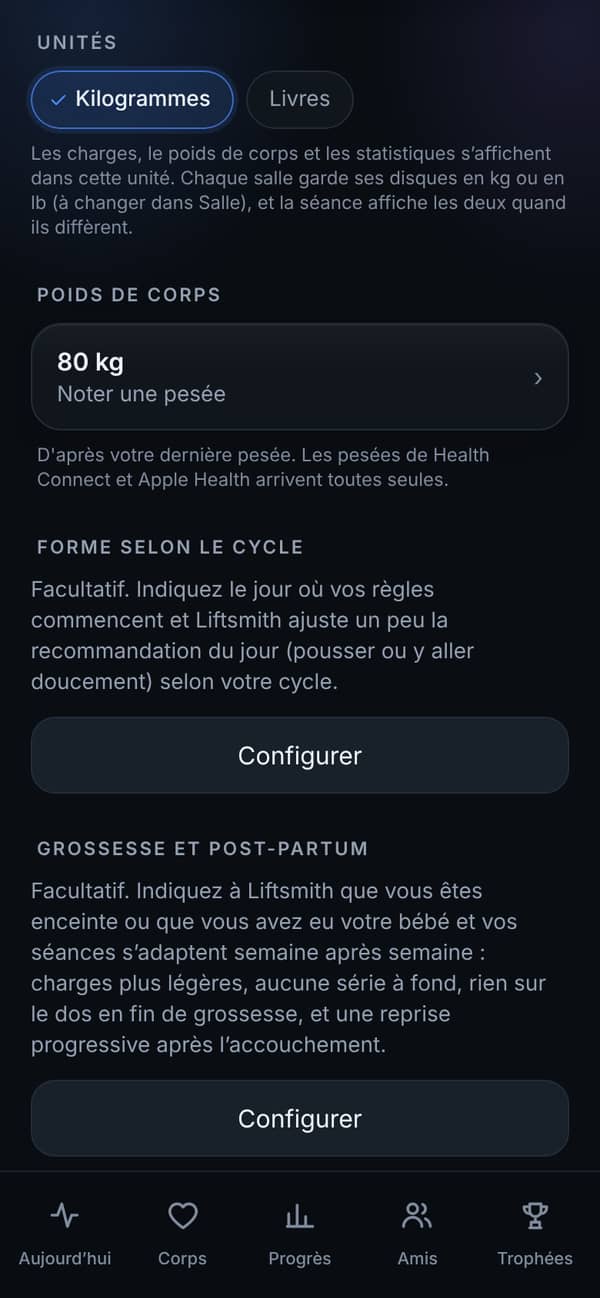 UNITÉS
Kilogrammes
Livres
Les charges, le poids de corps et les statistiques s’affichent
dans cette unité. Chaque salle garde ses disques en kg ou en
lb (à changer dans Salle), et la séance affiche les deux quand
ils diffèrent.
POIDS DE CORPS
80 kg
Noter une pesée
D'après votre dernière pesée. Les pesées de Health
Connect et Apple Health arrivent toutes seules.
FORME SELON LE CYCLE
Facultatif. Indiquez le jour où vos règles
commencent et Liftsmith ajuste un peu la
recommandation du jour (pousser ou y aller
doucement) selon votre cycle.
Configurer
GROSSESSE ET POST-PARTUM
Facultatif. Indiquez à Liftsmith que vous êtes
enceinte ou que vous avez eu votre bébé et vos
séances s’adaptent semaine après semaine :
charges plus légères, aucune série à fond, rien sur
le dos en fin de grossesse, et une reprise
progressive après l’accouchement.
Configurer
Aujourd’hui
Corps
Progrès
Amis
Trophées